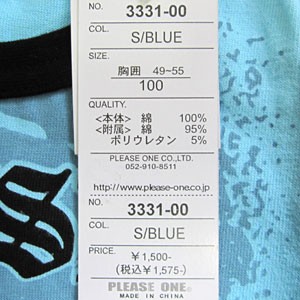 NO. 3331-00
COL. S/BLUE
SIZE.
胸囲 49~55
100
QUALITY.
<本体> 綿 100%
<附属> 綿 95%
ポリウレタン 5%
PLEASE ONE CO.,LTD.
052-910-8511
http://www.please-one.co.jp
NO. 3331-00
COL. S/BLUE
PRICE. ¥1,500-
(税込¥1,575-)
PLEASE ONE.
MADE IN CHINA
S